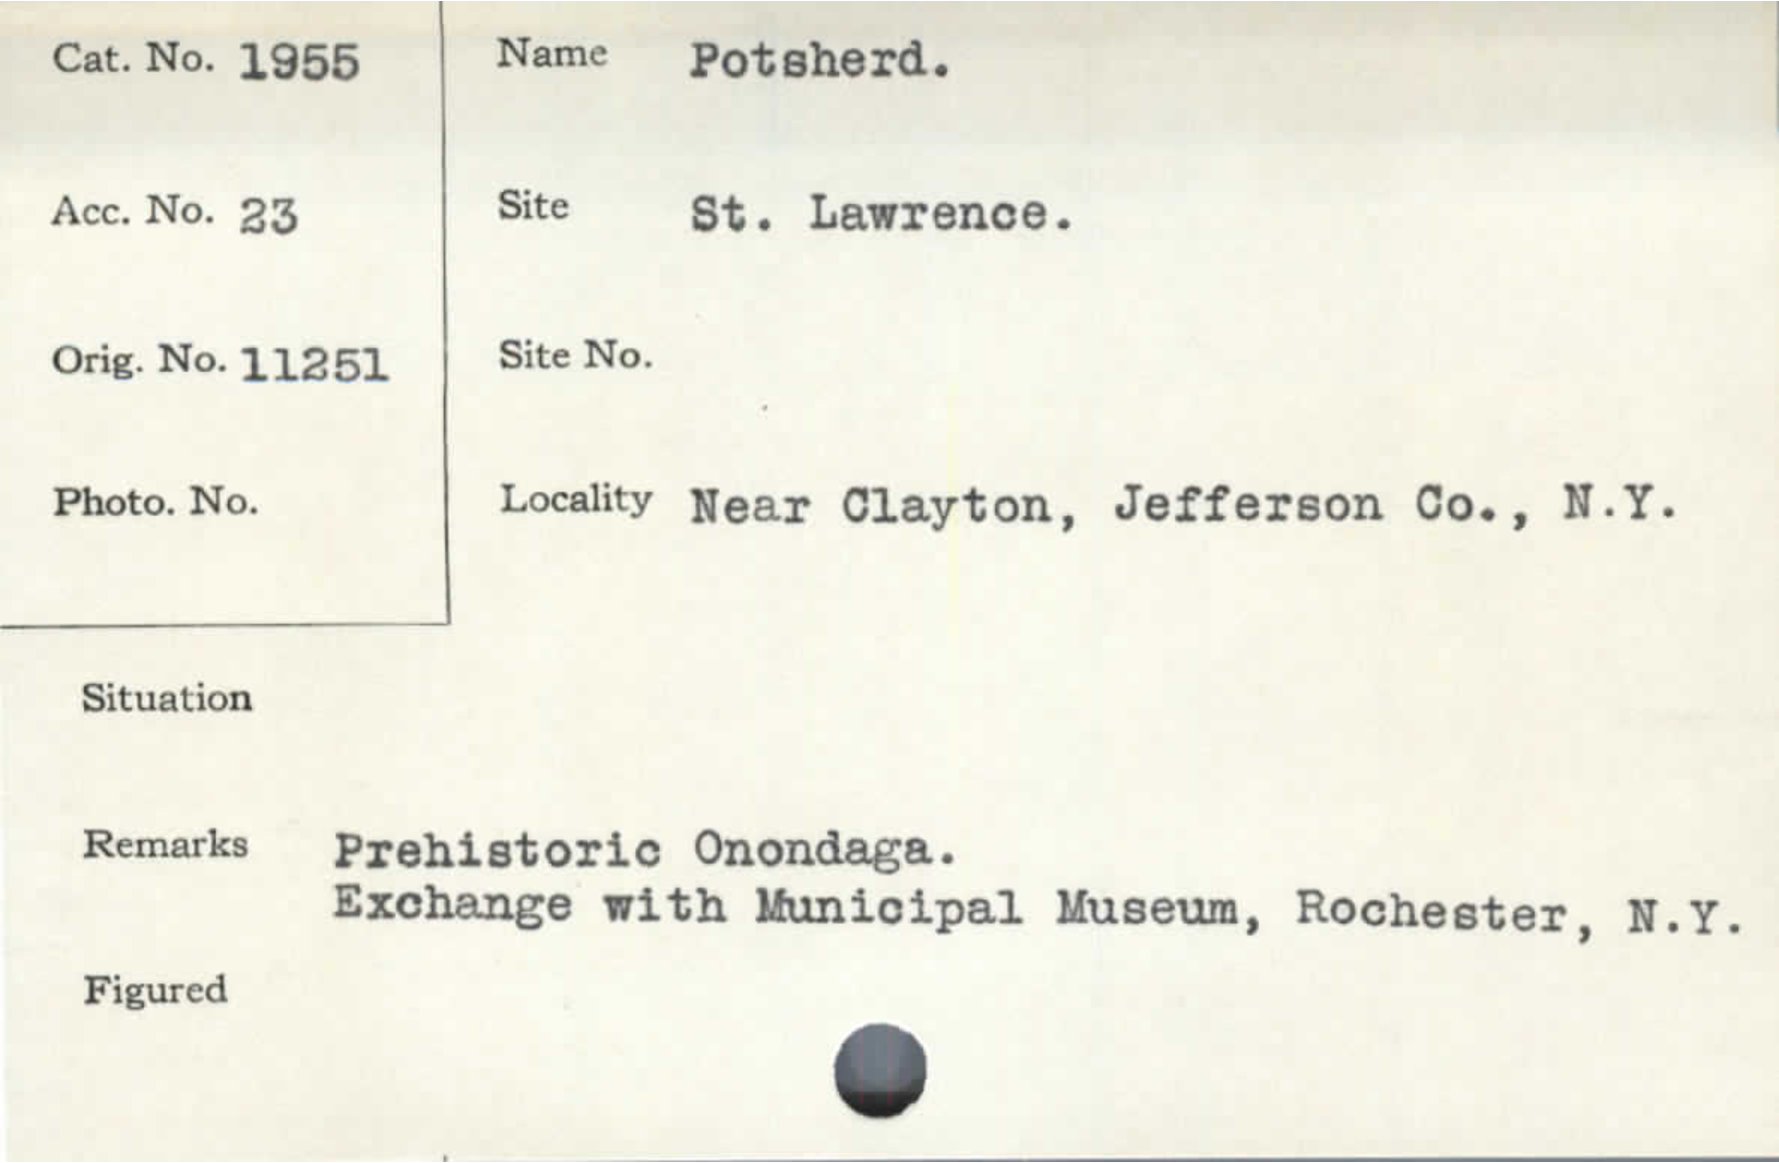 Cat. No. 1955
Name Potsherd.
Acc. No. 23
Site St. Lawrence.
Orig. No. 11251
Site No.
Photo. No.
Locality Near Clayton, Jefferson Co., N.Y.
Situation
Remarks Prehistoric Onondaga.
Exchange with Municipal Museum, Rochester, N.Y.
Figured